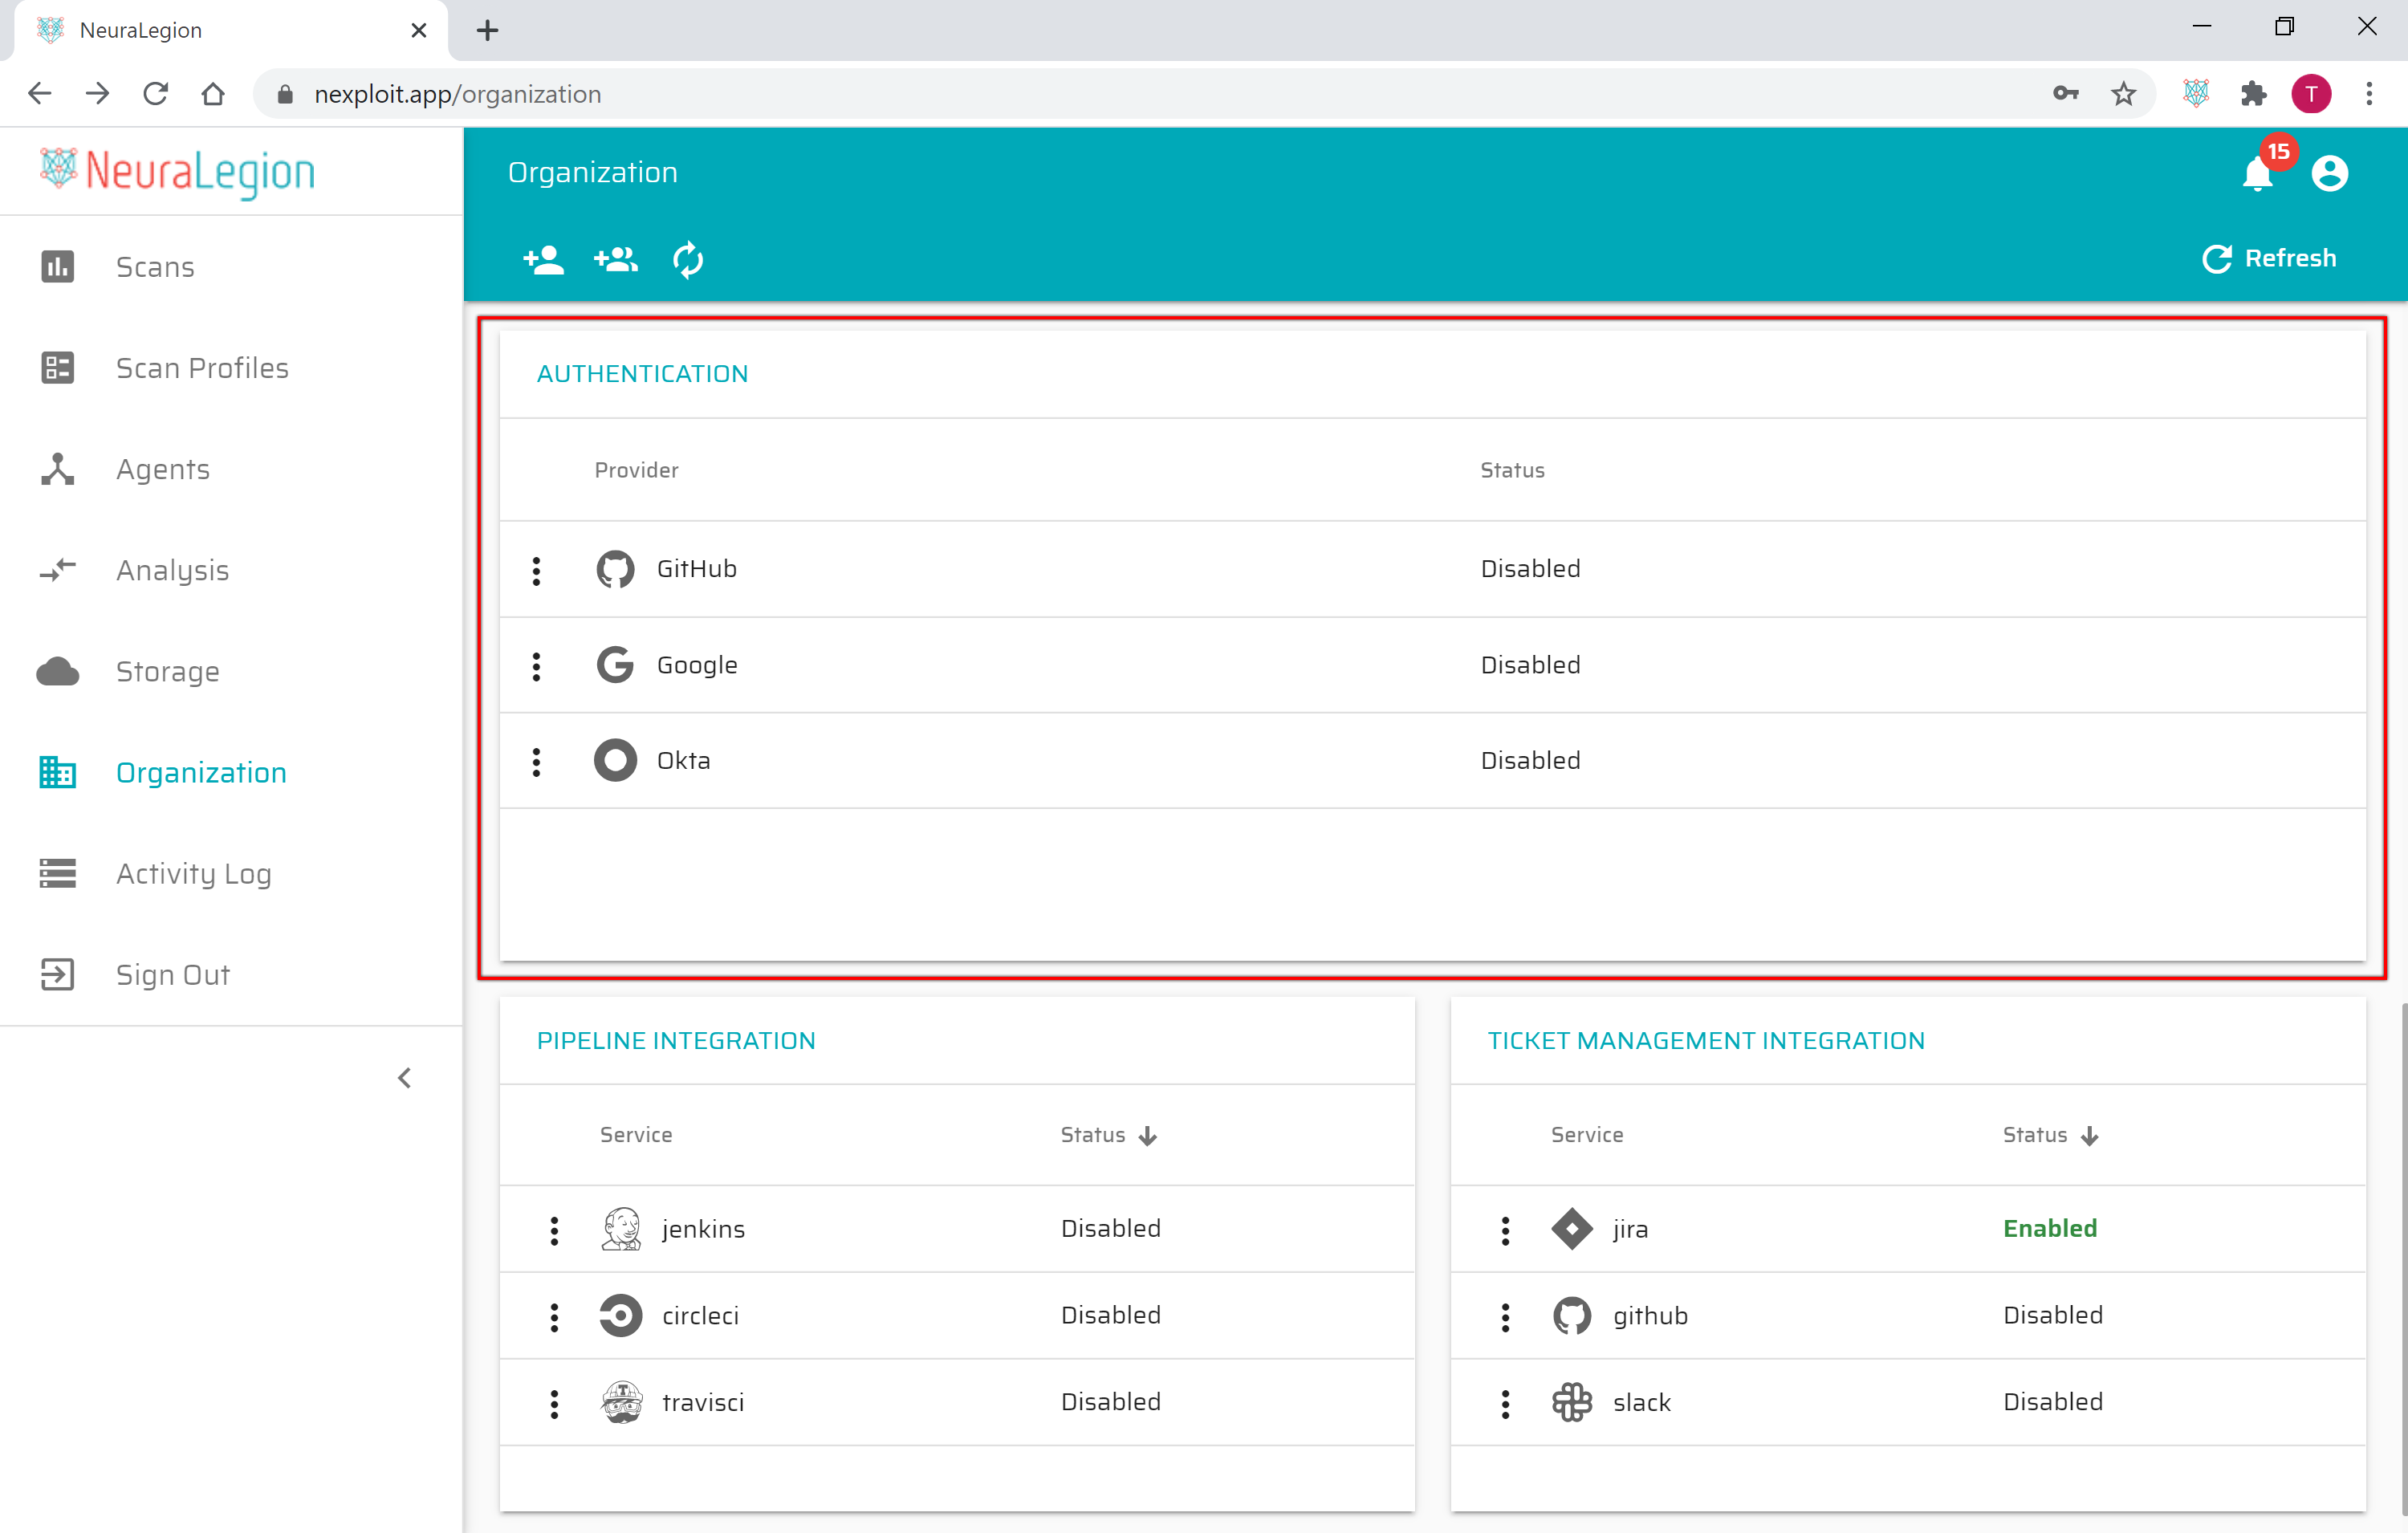 NeuraLegion
nexploit.app/organization
T
NeuraLegion
Organization
15
Refresh
Scans
Scan Profiles
Agents
Analysis
Storage
Organization
Activity Log
Sign Out
AUTHENTICATION
Provider Status
GitHub Disabled
Google Disabled
Okta Disabled
PIPELINE INTEGRATION
Service Status
jenkins Disabled
circleci Disabled
travisci Disabled
TICKET MANAGEMENT INTEGRATION
Service Status
jira Enabled
github Disabled
slack Disabled